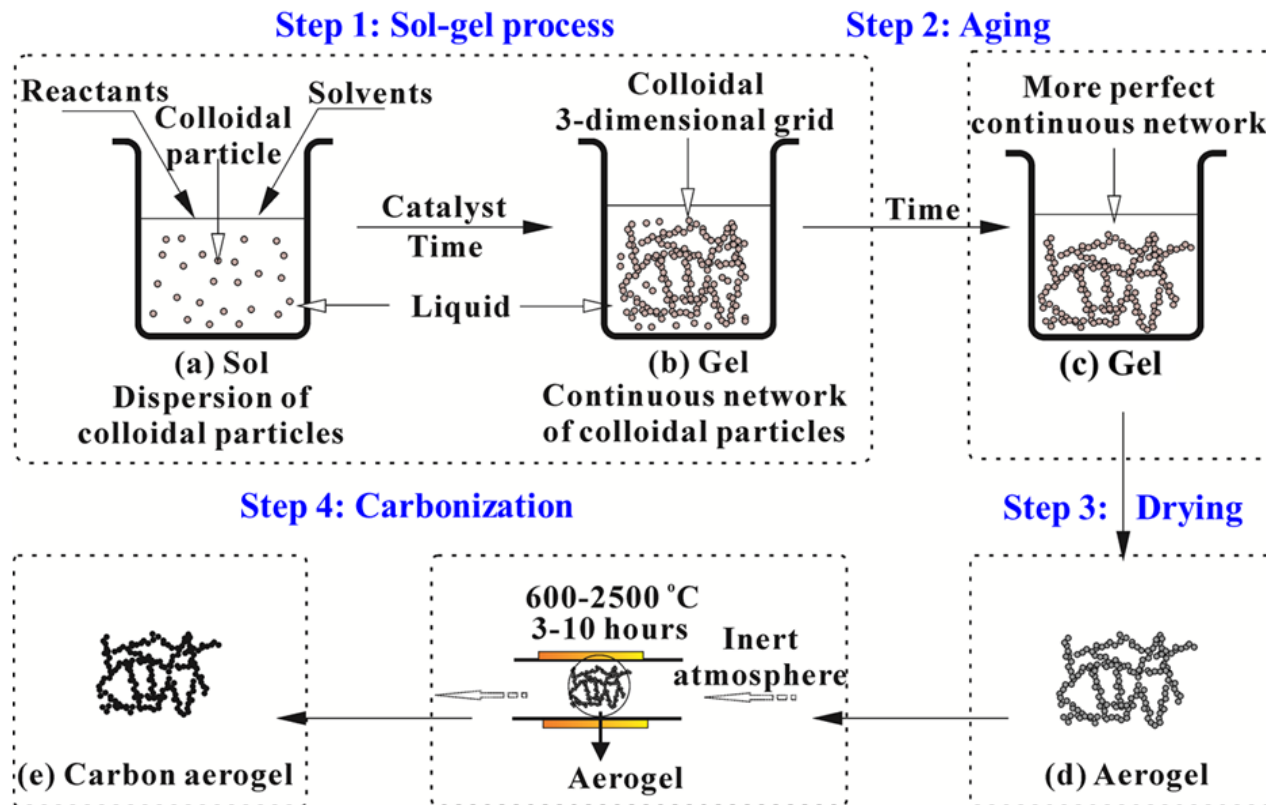 Step 1: Sol-gel process
Step 2: Aging
Reactants
Solvents
Colloidal
particle
Catalyst
Time
Colloidal
3-dimensional grid
Liquid
(a) Sol
Dispersion of
colloidal particles
(b) Gel
Continuous network
of colloidal particles
Time
More perfect
continuous network
(c) Gel
Step 3: Drying
(d) Aerogel
Step 4: Carbonization
600-2500 °C
3-10 hours
Inert
atmosphere
Aerogel
(e) Carbon aerogel